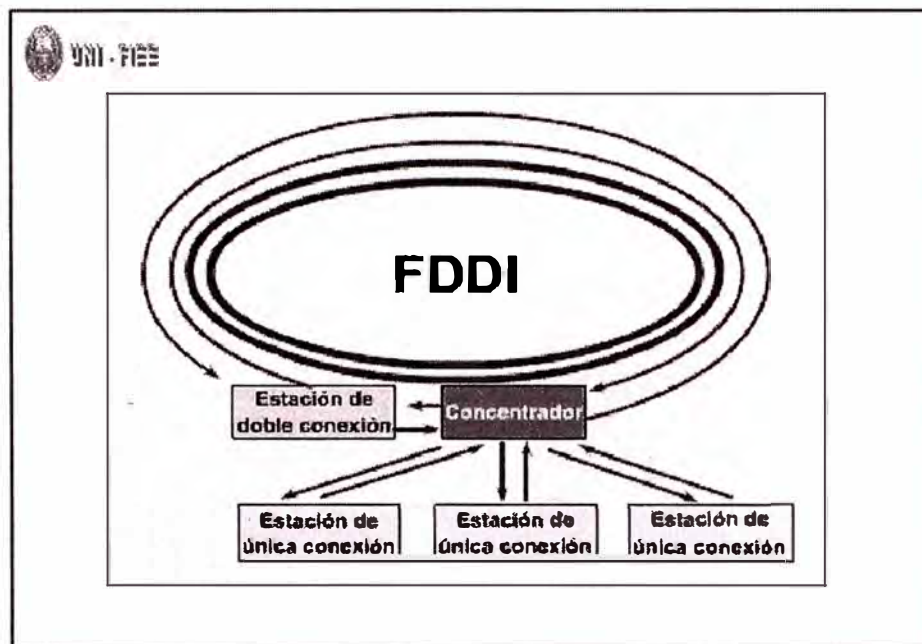 UNI - FIEE
FDDI
Estación de
doble conexión
Concentrador
Estación de
única conexión
Estación de
única conexión
Estación de
única conexión